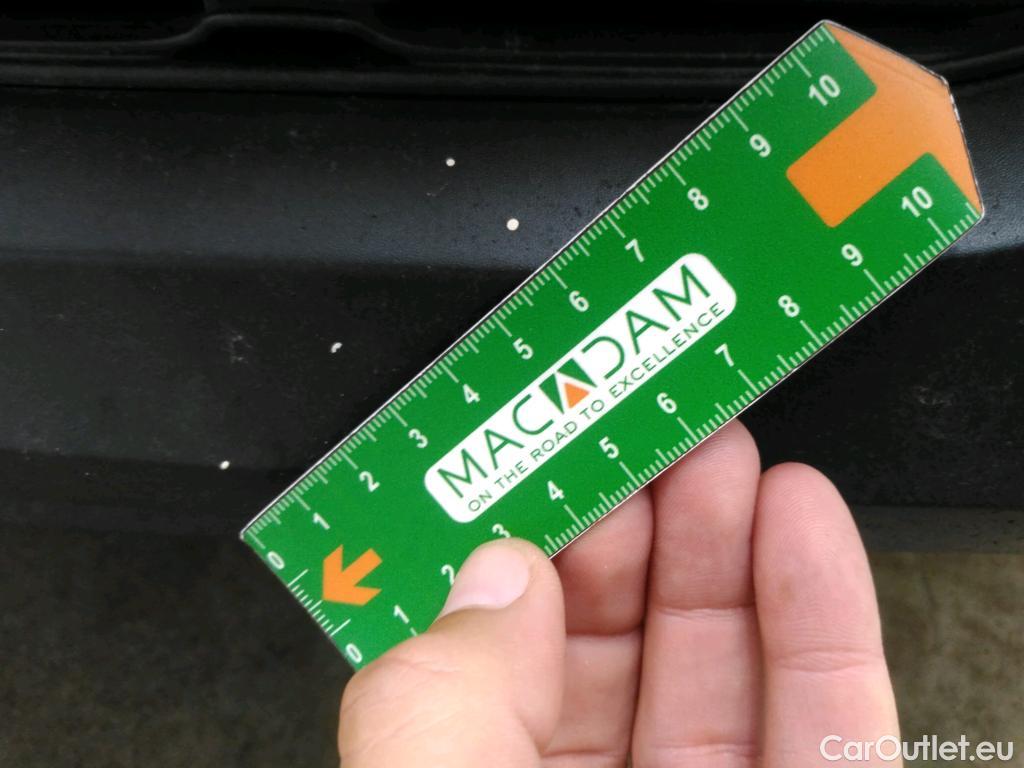 0 1 2 3 4 5 6 7 8 9 10
MACADAM
ON THE ROAD TO EXCELLENCE
0 1 2 3 4 5 6 7 8 9 10
CarOutlet.eu